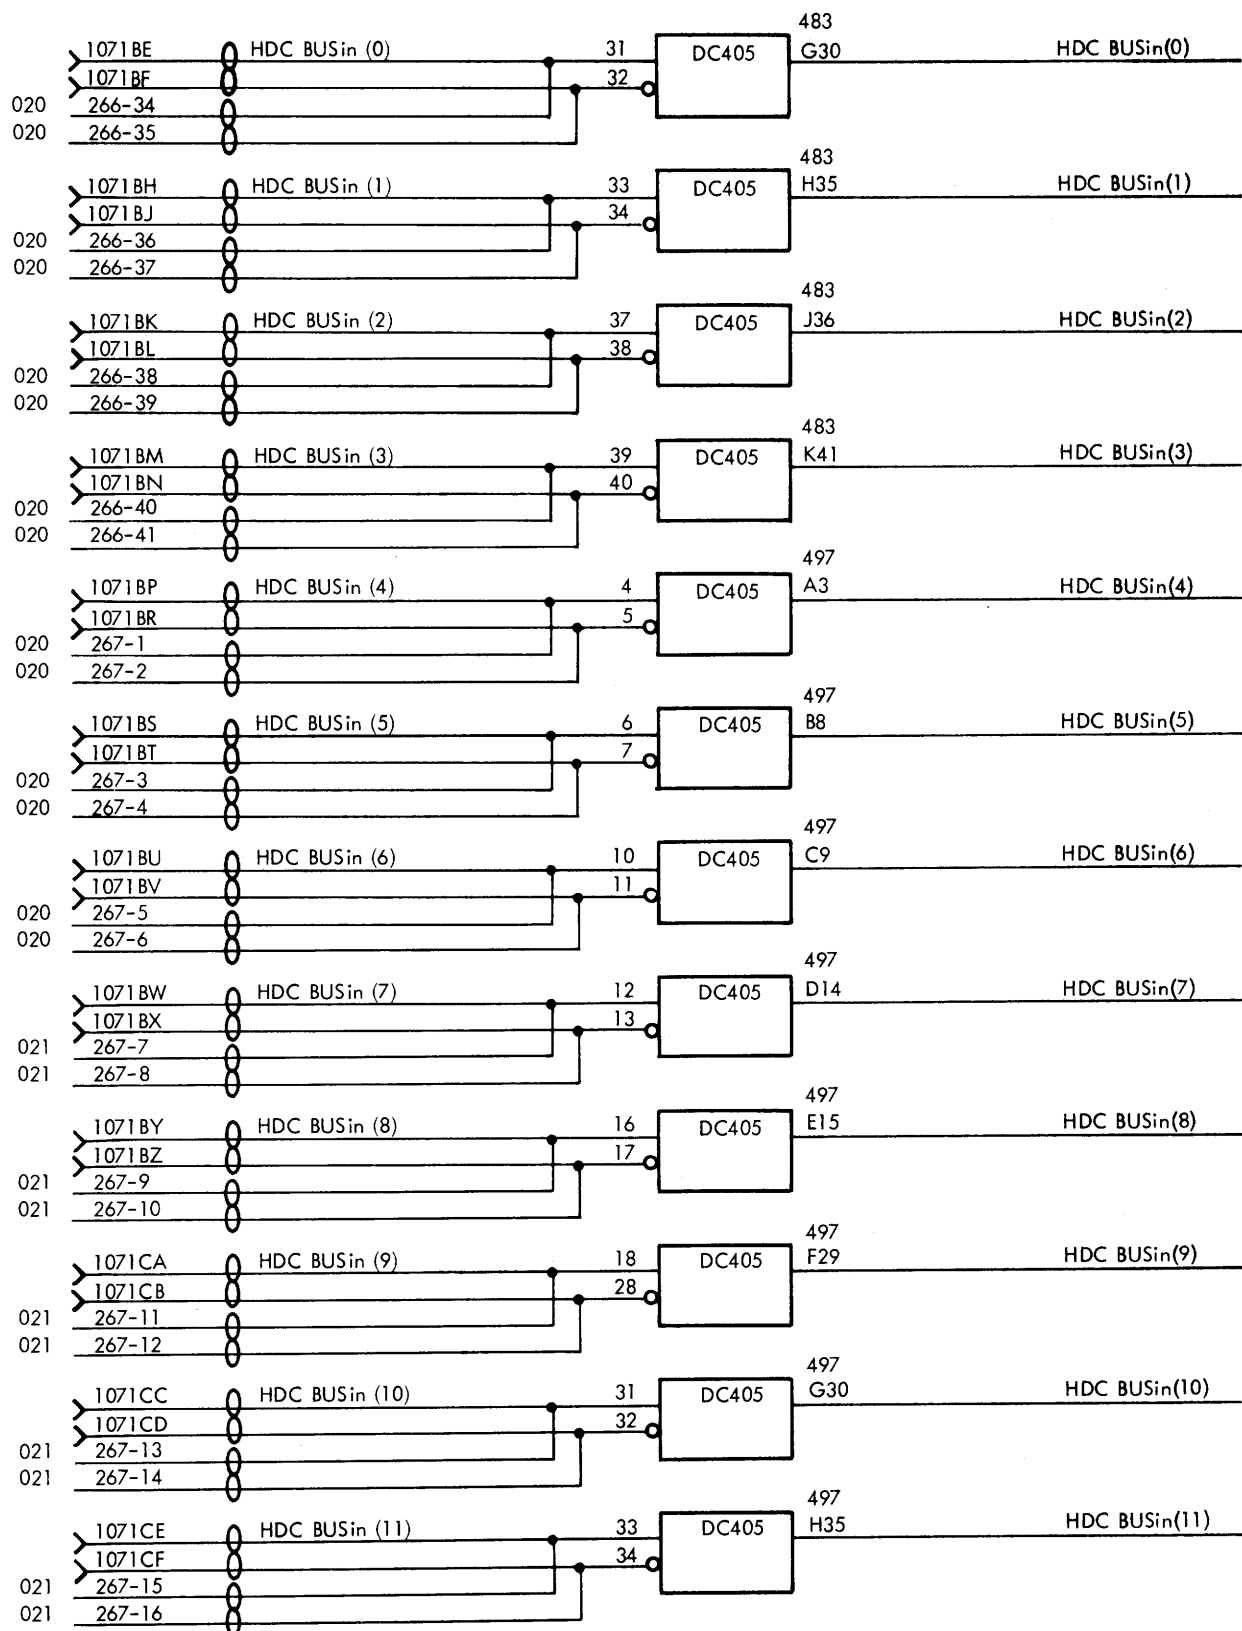 483
1071BE HDC BUSin (0) 31 DC405 G30 HDC BUSin(0)
1071BF 32
020 266-34
020 266-35
483
1071BH HDC BUSin (1) 33 DC405 H35 HDC BUSin(1)
1071BJ 34
020 266-36
020 266-37
483
1071BK HDC BUSin (2) 37 DC405 J36 HDC BUSin(2)
1071BL 38
020 266-38
020 266-39
483
1071BM HDC BUSin (3) 39 DC405 K41 HDC BUSin(3)
1071BN 40
020 266-40
020 266-41
497
1071BP HDC BUSin (4) 4 DC405 A3 HDC BUSin(4)
1071BR 5
020 267-1
020 267-2
497
1071BS HDC BUSin (5) 6 DC405 B8 HDC BUSin(5)
1071BT 7
020 267-3
020 267-4
497
1071BU HDC BUSin (6) 10 DC405 C9 HDC BUSin(6)
1071BV 11
020 267-5
020 267-6
497
1071BW HDC BUSin (7) 12 DC405 D14 HDC BUSin(7)
1071BX 13
021 267-7
021 267-8
497
1071BY HDC BUSin (8) 16 DC405 E15 HDC BUSin(8)
1071BZ 17
021 267-9
021 267-10
497
1071CA HDC BUSin (9) 18 DC405 F29 HDC BUSin(9)
1071CB 28
021 267-11
021 267-12
497
1071CC HDC BUSin (10) 31 DC405 G30 HDC BUSin(10)
1071CD 32
021 267-13
021 267-14
497
1071CE HDC BUSin (11) 33 DC405 H35 HDC BUSin(11)
1071CF 34
021 267-15
021 267-16